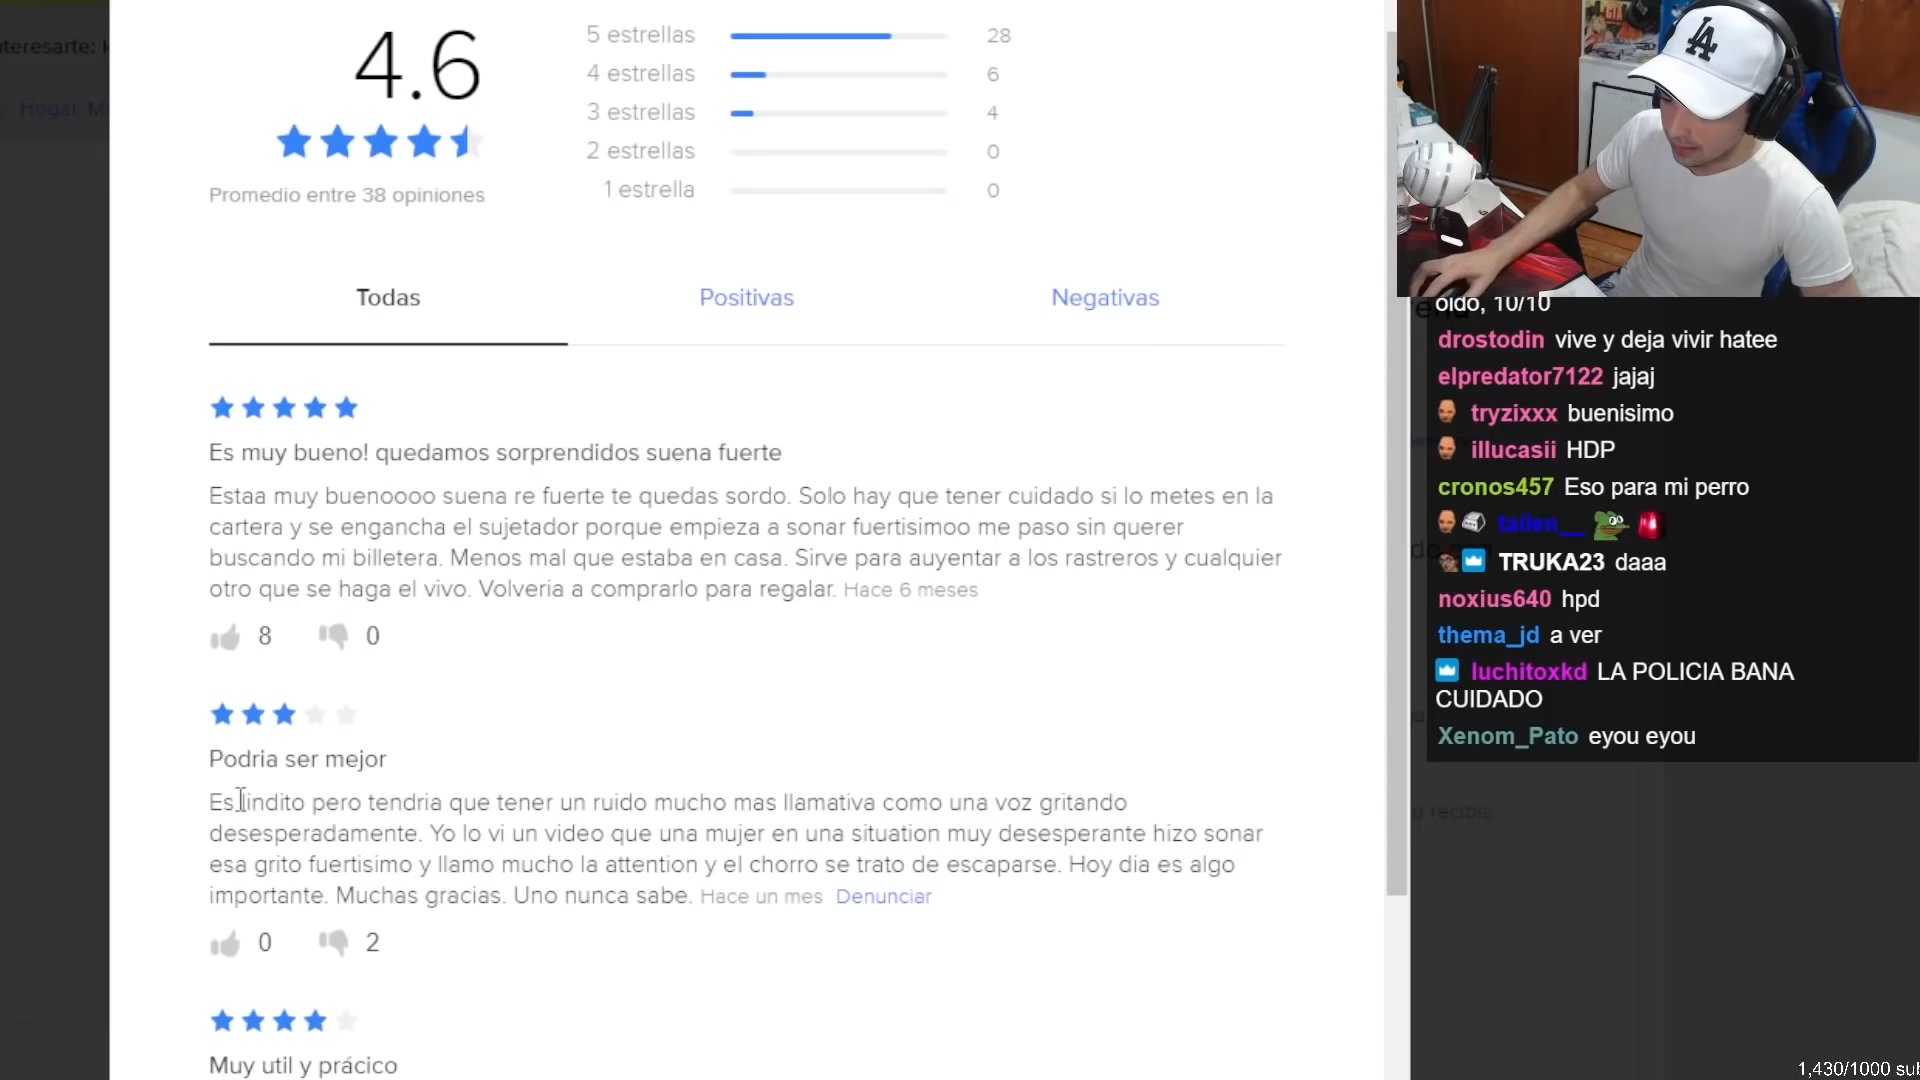 nteresarte:
Hogar, M
4.6
Promedio entre 38 opiniones
5 estrellas 28
4 estrellas 6
3 estrellas 4
2 estrellas 0
1 estrella 0
Todas Positivas Negativas
Es muy bueno! quedamos sorprendidos suena fuerte
Estaa muy buenoooo suena re fuerte te quedas sordo. Solo hay que tener cuidado si lo metes en la
cartera y se engancha el sujetador porque empieza a sonar fuertisimoo me paso sin querer
buscando mi billetera. Menos mal que estaba en casa. Sirve para auyentar a los rastreros y cualquier
otro que se haga el vivo. Volveria a comprarlo para regalar. Hace 6 meses
8 0
Podria ser mejor
Es lindito pero tendria que tener un ruido mucho mas llamativa como una voz gritando
desesperadamente. Yo lo vi un video que una mujer en una situation muy desesperante hizo sonar
esa grito fuertisimo y llamo mucho la attention y el chorro se trato de escaparse. Hoy dia es algo
importante. Muchas gracias. Uno nunca sabe. Hace un mes Denunciar
0 2
Muy util y prácico
LA
oido, 10/10
drostodin vive y deja vivir hatee
elpredator7122 jajaj
tryzixxx buenisimo
illucasii HDP
cronos457 Eso para mi perro
tailen__
TRUKA23 daaa
noxius640 hpd
thema_jd a ver
luchitoxkd LA POLICIA BANA
CUIDADO
Xenom_Pato eyou eyou
o recibis
1,430/1000 sub